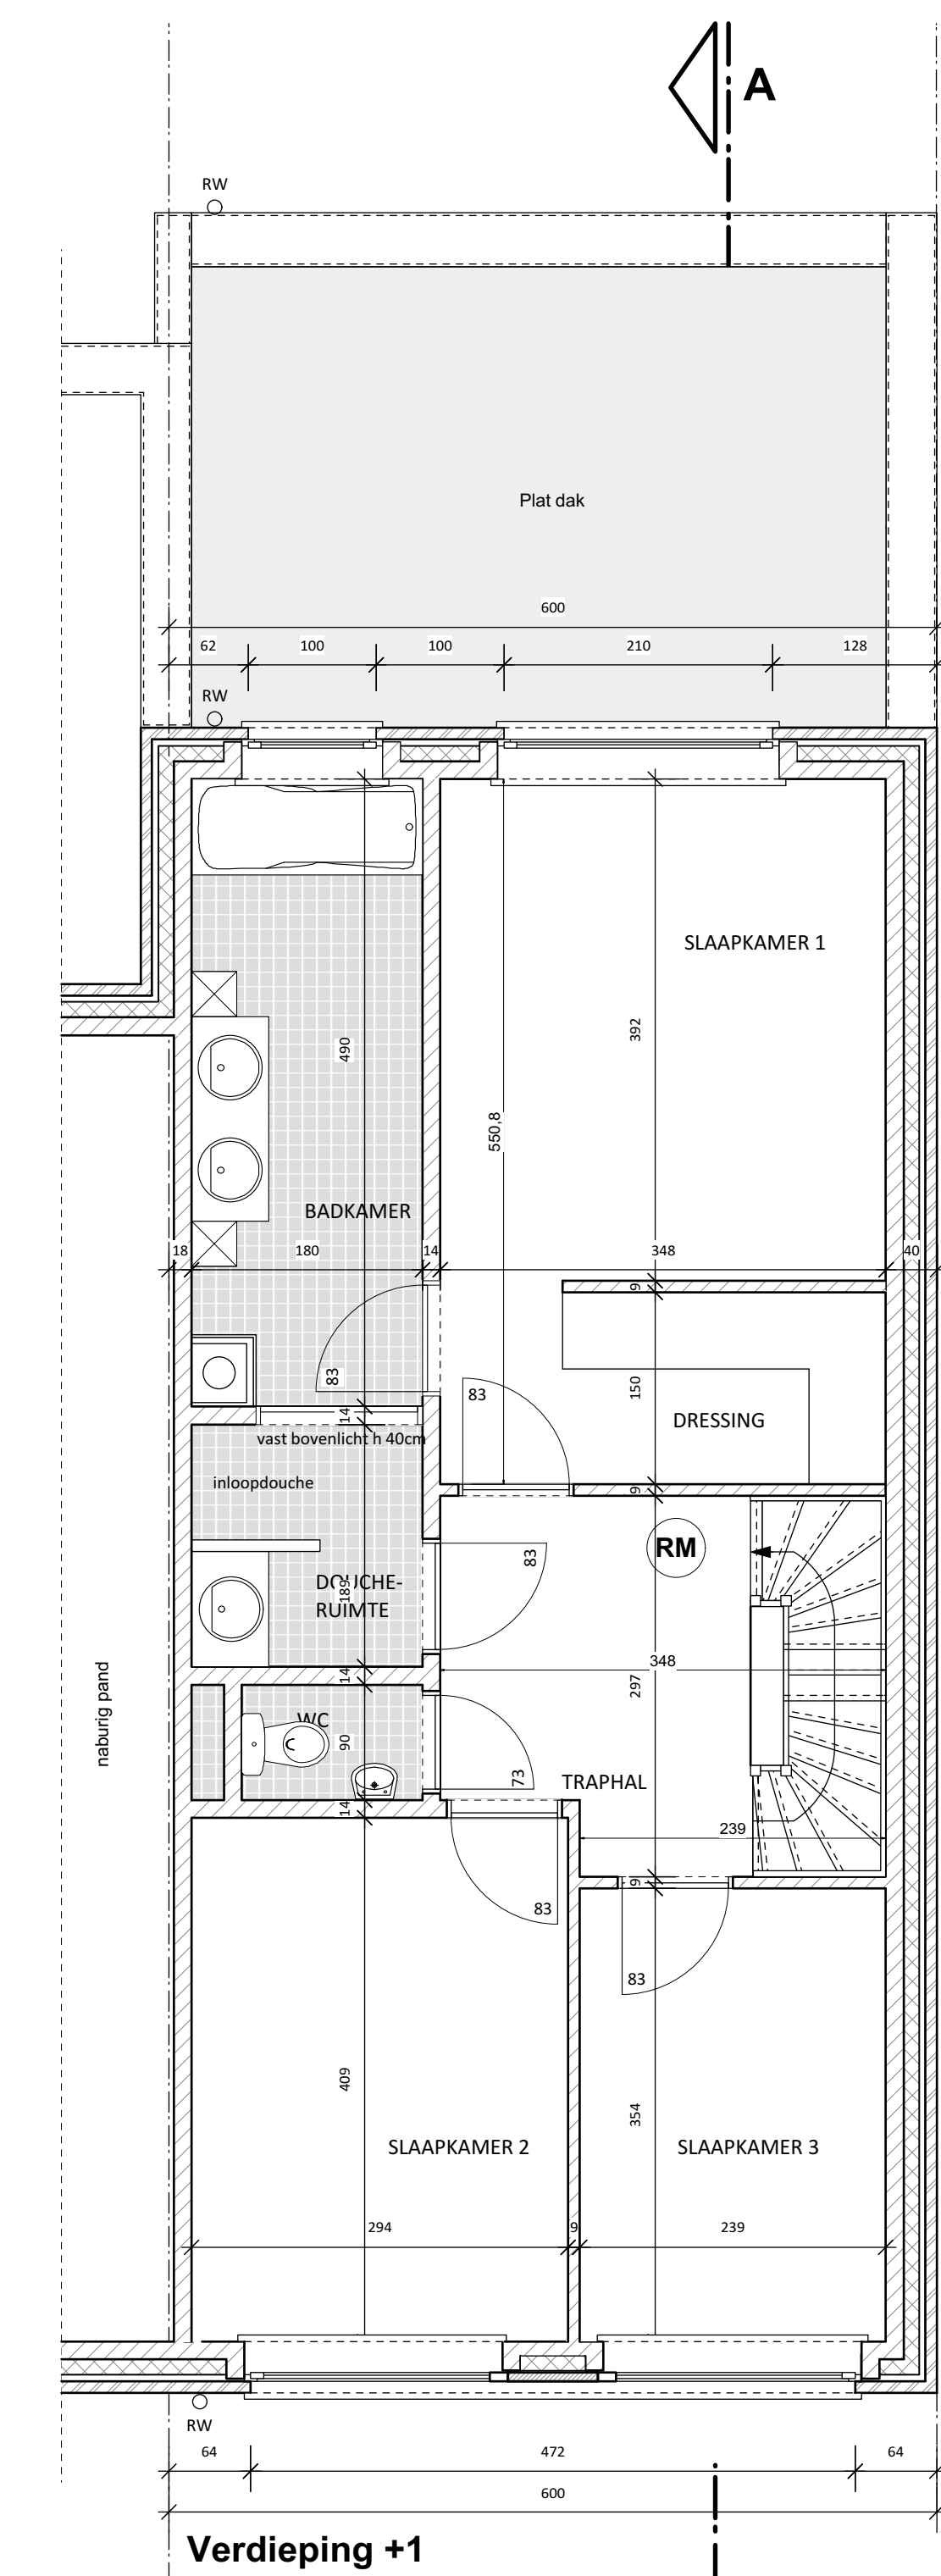 A
RW
Plat dak
600
62 100 100 210 128
RW
SLAAPKAMER 1
392
490
550,8
BADKAMER
18 180 14 348 40
9
83
83
150
14
DRESSING
vast bovenlicht h 40cm
inloopdouche
9
RM
83
DOUCHE-
RUIMTE
189
348
14
297
naburig pand
WC
90
73
TRAPHAL
14
239
9
83
83
409
354
SLAAPKAMER 2
SLAAPKAMER 3
294 9 239
RW
64 472 64
600
Verdieping +1